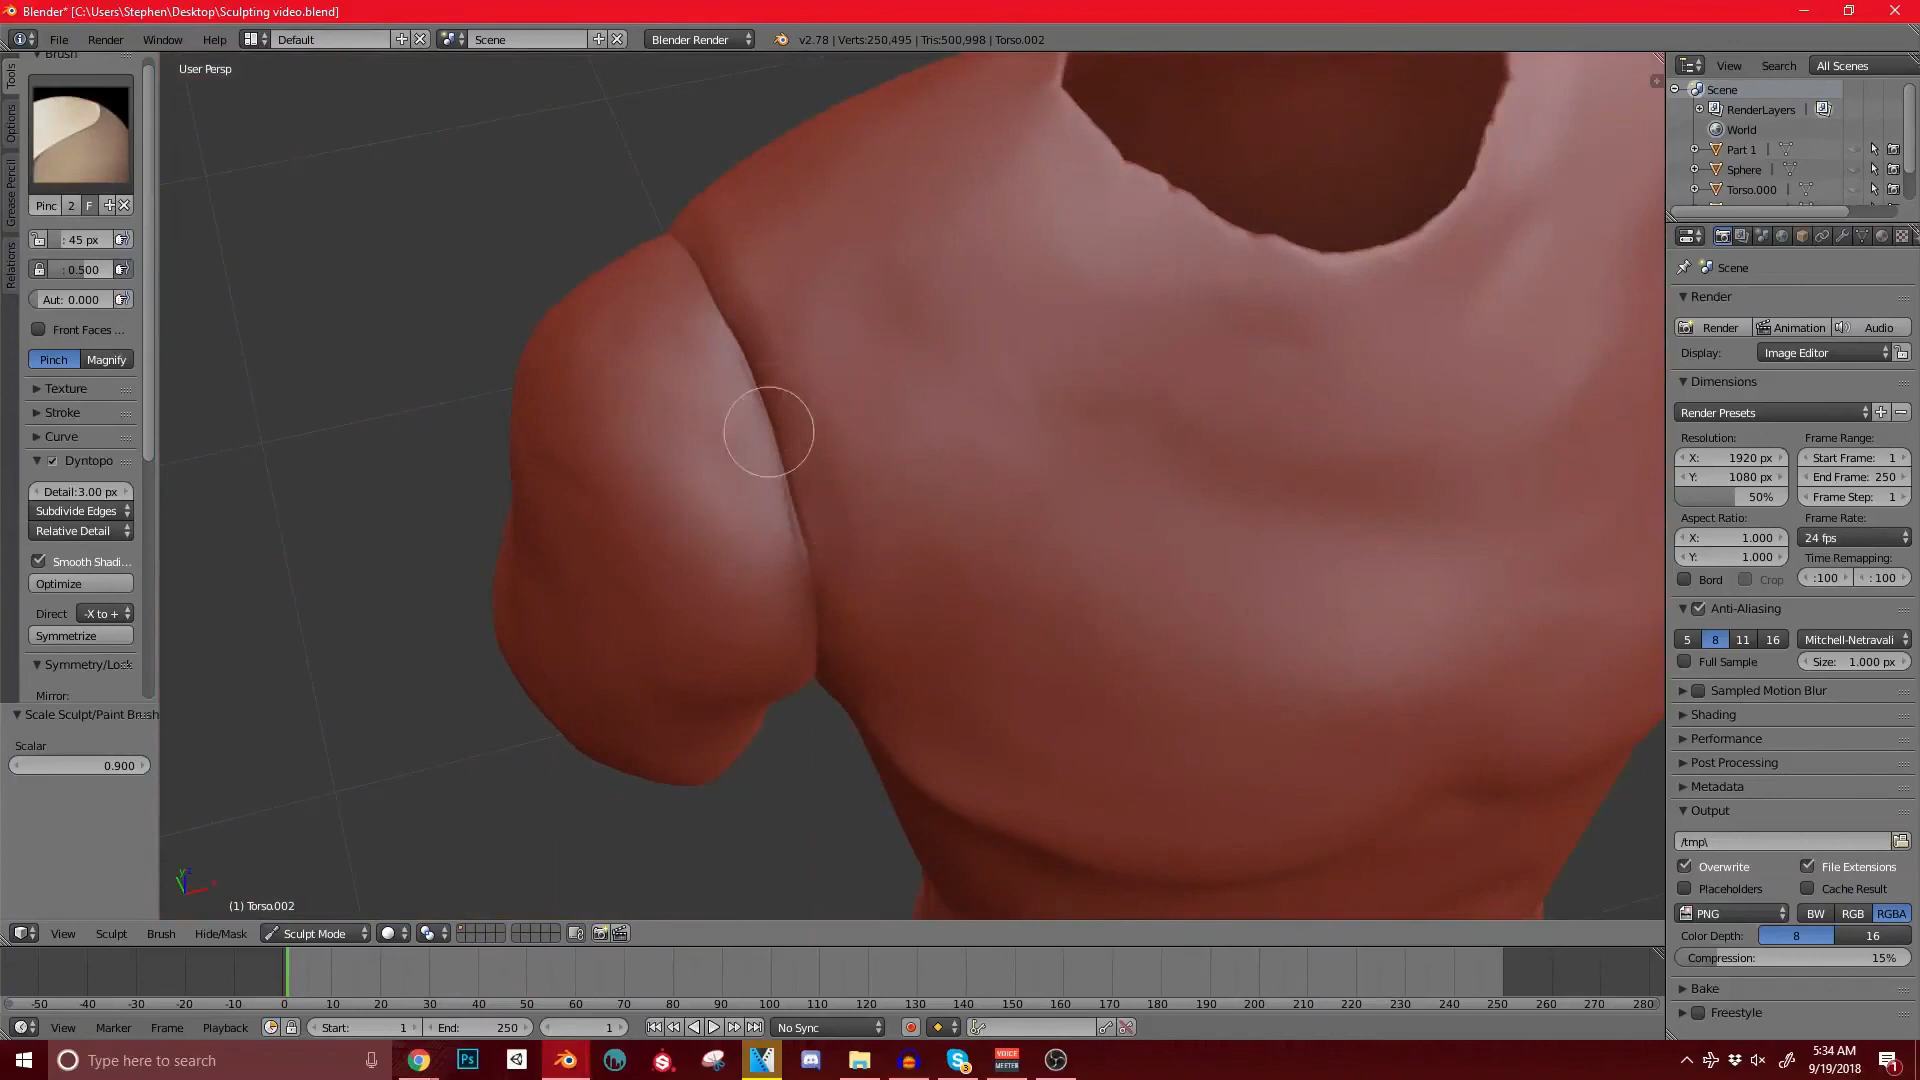 Blender* [C:\Users\Stephen\Desktop\Sculpting video.blend]
File Render Window Help Default Scene Blender Render v2.78 | Verts:250,495 | Tris:500,998 | Torso.002
Brush
Tools
Options
Grease Pencil
Relations
Pinc 2 F
: 45 px
: 0.500
Aut: 0.000
Front Faces ...
Pinch Magnify
Texture
Stroke
Curve
Dyntopo
Detail:3.00 px
Subdivide Edges
Relative Detail
Smooth Shadi...
Optimize
Direct -X to +
Symmetrize
Symmetry/Lock
Mirror:
Scale Sculpt/Paint Brush
Scalar
0.900
User Persp
(1) Torso.002
View Sculpt Brush Hide/Mask Sculpt Mode
View Search All Scenes
Scene
RenderLayers
World
Part 1
Sphere
Torso.000
Scene
Render
Render Animation Audio
Display: Image Editor
Dimensions
Render Presets
Resolution: Frame Range:
X: 1920 px Start Frame: 1
Y: 1080 px End Frame: 250
50% Frame Step: 1
Aspect Ratio: Frame Rate:
X: 1.000 24 fps
Y: 1.000 Time Remapping:
Bord Crop :100 : 100
Anti-Aliasing
5 8 11 16 Mitchell-Netravali
Full Sample Size: 1.000 px
Sampled Motion Blur
Shading
Performance
Post Processing
Metadata
Output
/tmp\
Overwrite File Extensions
Placeholders Cache Result
PNG BW RGB RGBA
Color Depth: 8 16
Compression: 15%
Bake
Freestyle
-50 -40 -30 -20 -10 0 10 20 30 40 50 60 70 80 90 100 110 120 130 140 150 160 170 180 190 200 210 220 230 240 250 260 270 280
View Marker Frame Playback Start: 1 End: 250 1 No Sync
Type here to search
Ps
VOICE
MEETER
5:34 AM
9/19/2018